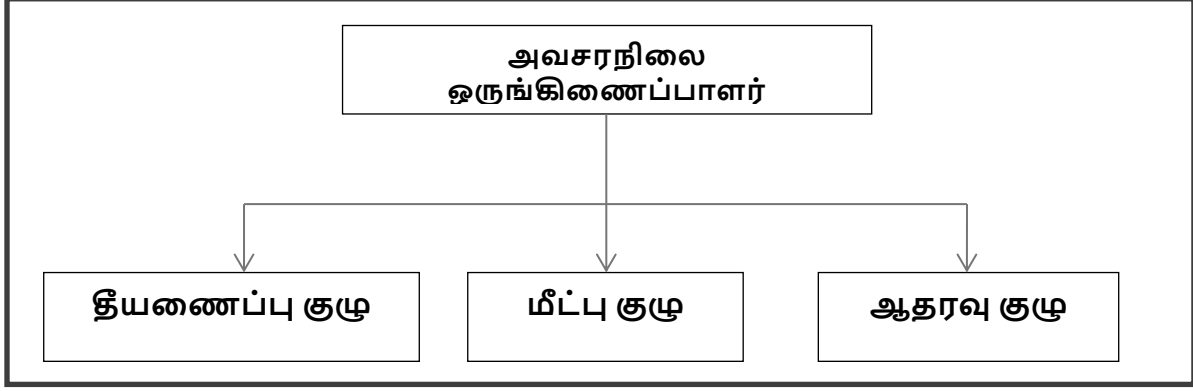 அவசரநிலை
ஒருங்கிணைப்பாளர்
தீயணைப்பு குழு
மீட்பு குழு
ஆதரவு குழு